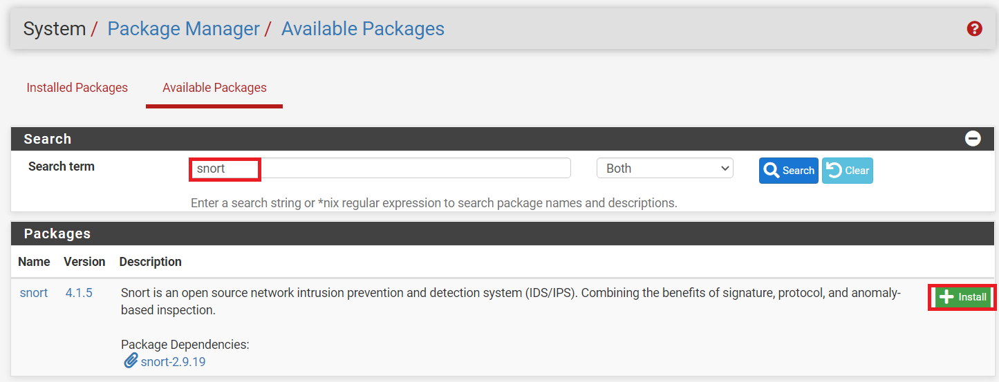 System / Package Manager / Available Packages
?
Installed Packages Available Packages
Search
Search term snort Both Search Clear
Enter a search string or *nix regular expression to search package names and descriptions.
Packages
Name Version Description
snort 4.1.5 Snort is an open source network intrusion prevention and detection system (IDS/IPS). Combining the benefits of signature, protocol, and anomaly-
based inspection.
Install
Package Dependencies:
snort-2.9.19